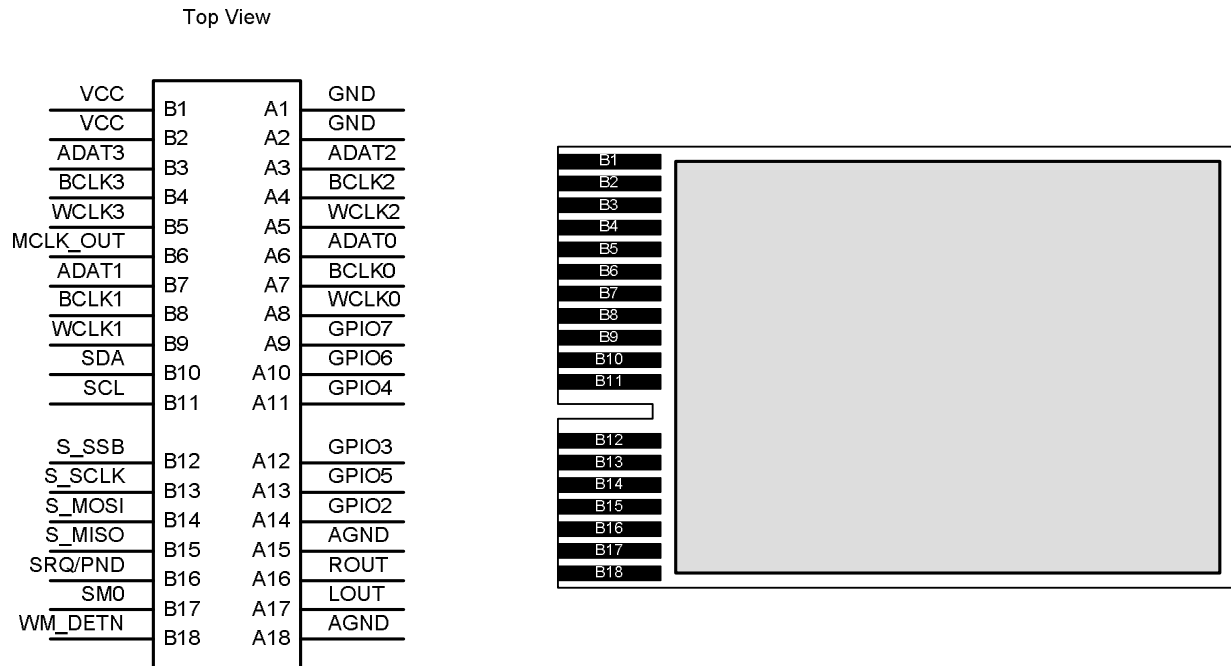 Top View
VCC B1 A1 GND
VCC B2 A2 GND
ADAT3 B3 A3 ADAT2
BCLK3 B4 A4 BCLK2
WCLK3 B5 A5 WCLK2
MCLK_OUT B6 A6 ADAT0
ADAT1 B7 A7 BCLK0
BCLK1 B8 A8 WCLK0
WCLK1 B9 A9 GPIO7
SDA B10 A10 GPIO6
SCL B11 A11 GPIO4
S_SSB B12 A12 GPIO3
S_SCLK B13 A13 GPIO5
S_MOSI B14 A14 GPIO2
S_MISO B15 A15 AGND
SRQ/PND B16 A16 ROUT
SM0 B17 A17 LOUT
WM_DETN B18 A18 AGND
B1
B2
B3
B4
B5
B6
B7
B8
B9
B10
B11
B12
B13
B14
B15
B16
B17
B18